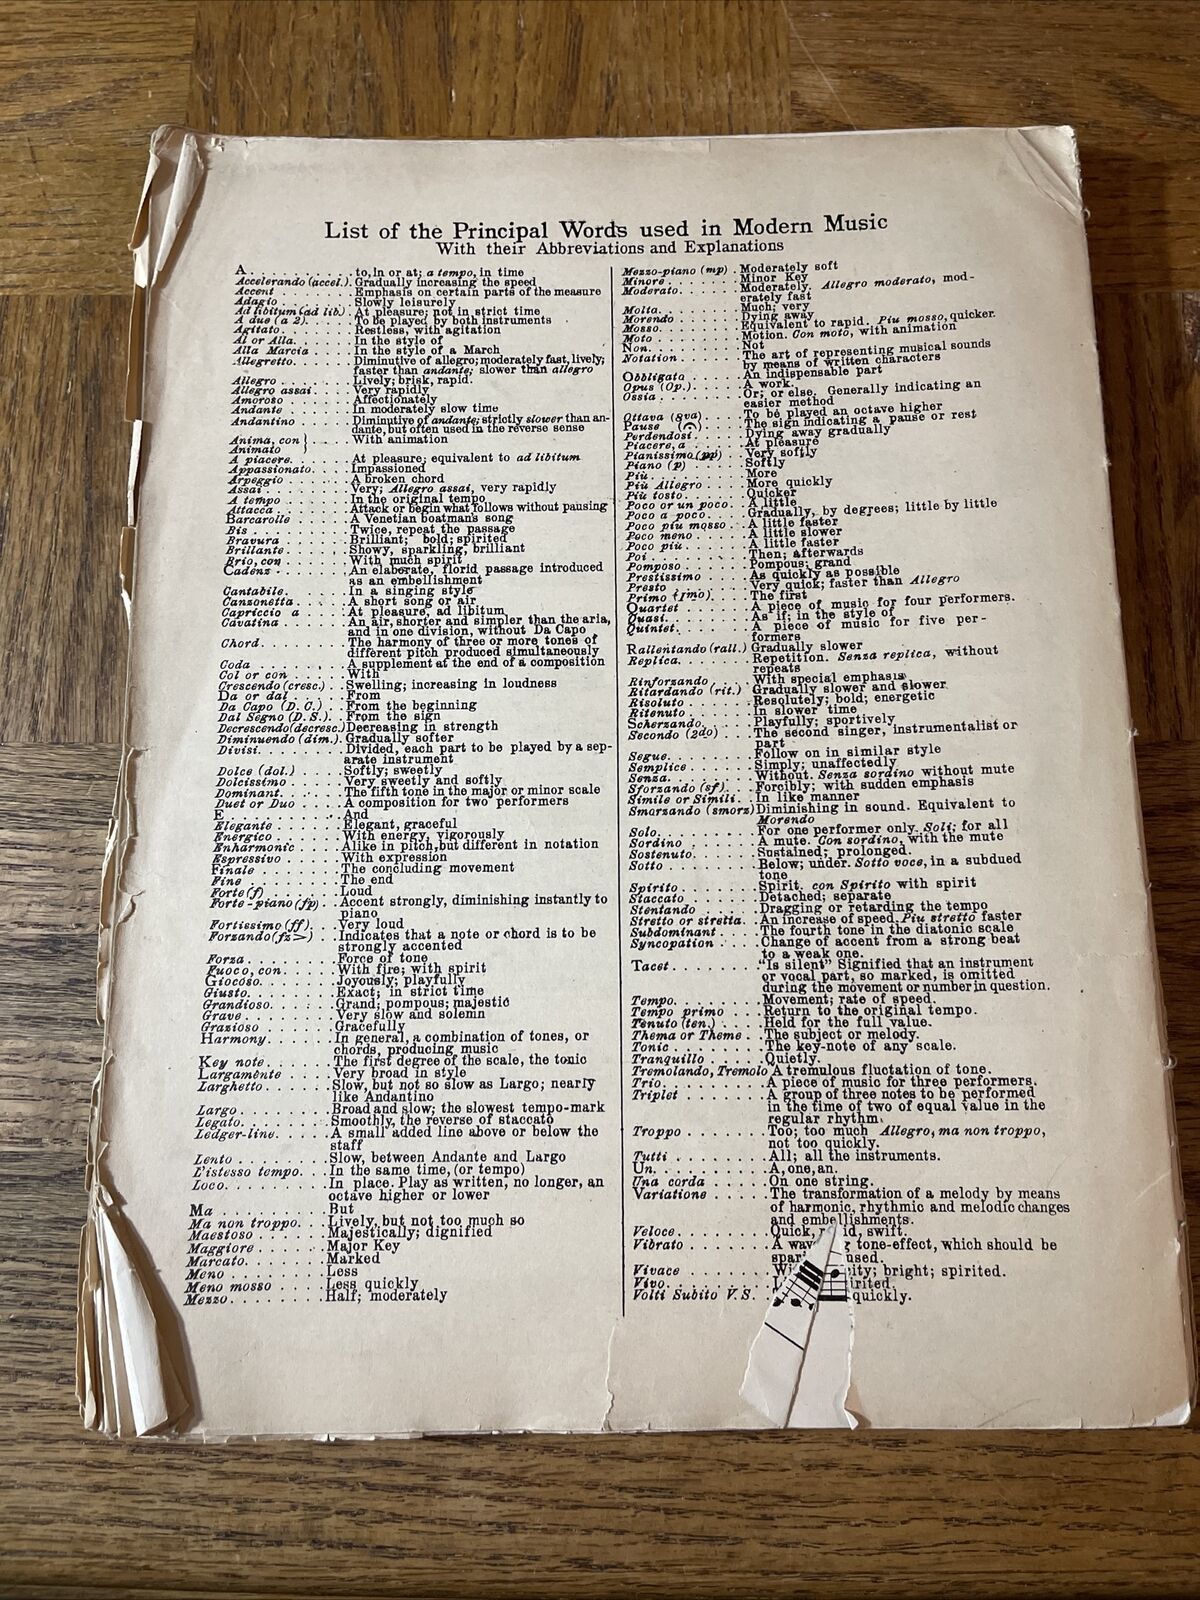 List of the Principal Words used in Modern Music
With their Abbreviations and Explanations
A . . . . . . . . . . to, in or at; a tempo, in time
Accelerando (accel.). Gradually increasing the speed
Accent . . . . . . . Emphasis on certain parts of the measure
Adagio . . . . . . . Slowly leisurely
Ad libitum (ad lib.) . At pleasure; not in strict time
A due (a 2) . . . . . To be played by both instruments
Agitato . . . . . . . Restless, with agitation
Al or Alla . . . . . In the style of
Alla Marcia . . . . In the style of a March
Allegretto . . . . . Diminutive of allegro; moderately fast, lively;
faster than andante; slower than allegro
Allegro . . . . . . . Lively; brisk, rapid.
Allegro assai . . . . Very rapidly
Amoroso . . . . . . Affectionately
Andante . . . . . . In moderately slow time
Andantino . . . . . Diminutive of andante; strictly slower than an-
dante, but often used in the reverse sense
Anima, con } . . . . With animation
Animato }
A piacere . . . . . . At pleasure; equivalent to ad libitum
Appassionato . . . . Impassioned
Arpeggio . . . . . . A broken chord
Assai . . . . . . . . Very; Allegro assai, very rapidly
A tempo . . . . . . In the original tempo
Attacca . . . . . . . Attack or begin what follows without pausing
Barcarolle . . . . . A Venetian boatman's song
Bis . . . . . . . . . Twice, repeat the passage
Bravura . . . . . . Brilliant; bold; spirited
Brillante . . . . . . Showy, sparkling, brilliant
Brio, con . . . . . . With much spirit
Cadenz . . . . . . . An elaborate, florid passage introduced
as an embellishment
Cantabile . . . . . . In a singing style
Canzonetta . . . . . A short song or air
Capriccio a . . . . . At pleasure, ad libitum
Cavatina . . . . . . An air, shorter and simpler than the aria,
and in one division, without Da Capo
Chord . . . . . . . . The harmony of three or more tones of
different pitch produced simultaneously
Coda . . . . . . . . A supplement at the end of a composition
Col or con . . . . . With
Crescendo (cresc.) . . Swelling; increasing in loudness
Da or dal . . . . . . From
Da Capo (D. C.) . . From the beginning
Dal Segno (D. S.) . . From the sign
Decrescendo (decresc.) Decreasing in strength
Diminuendo (dim.) . Gradually softer
Divisi . . . . . . . . Divided, each part to be played by a sep-
arate instrument
Dolce (dol.) . . . . Softly; sweetly
Dolcissimo . . . . . Very sweetly and softly
Dominant . . . . . . The fifth tone in the major or minor scale
Duet or Duo . . . . A composition for two performers
E . . . . . . . . . . And
Elegante . . . . . . Elegant, graceful
Energico . . . . . . With energy, vigorously
Enharmonic . . . . Alike in pitch, but different in notation
Espressivo . . . . . With expression
Finale . . . . . . . The concluding movement
Fine . . . . . . . . The end
Forte (f) . . . . . . Loud
Forte-piano (fp) . . Accent strongly, diminishing instantly to
piano
Fortissimo (ff) . . . Very loud
Forzando (fz >) . . Indicates that a note or chord is to be
strongly accented
Forza . . . . . . . . Force of tone
Fuoco, con . . . . . With fire; with spirit
Giocoso . . . . . . . Joyously; playfully
Giusto . . . . . . . Exact; in strict time
Grandioso . . . . . Grand; pompous; majestic
Grave . . . . . . . . Very slow and solemn
Grazioso . . . . . . Gracefully
Harmony . . . . . . In general, a combination of tones, or
chords, producing music
Key note . . . . . . The first degree of the scale, the tonic
Largamente . . . . . Very broad in style
Larghetto . . . . . . Slow, but not so slow as Largo; nearly
like Andantino
Largo . . . . . . . . Broad and slow; the slowest tempo-mark
Legato . . . . . . . Smoothly, the reverse of staccato
Ledger-line . . . . . A small added line above or below the
staff
Lento . . . . . . . . Slow, between Andante and Largo
L'istesso tempo . . . In the same time, (or tempo)
Loco . . . . . . . . In place. Play as written, no longer, an
octave higher or lower
Ma . . . . . . . . . But
Ma non troppo . . . Lively, but not too much so
Maestoso . . . . . . Majestically; dignified
Maggiore . . . . . . Major Key
Marcato . . . . . . . Marked
Meno . . . . . . . . Less
Meno mosso . . . . Less quickly
Mezzo . . . . . . . . Half; moderately
Mezzo-piano (mp) . Moderately soft
Minore . . . . . . . Minor Key
Moderato . . . . . . Moderately. Allegro moderato, mod-
erately fast
Molta . . . . . . . . Much; very
Morendo . . . . . . Dying away
Mosso . . . . . . . . Equivalent to rapid. Piu mosso, quicker.
Moto . . . . . . . . Motion. Con moto, with animation
Non . . . . . . . . . Not
Notation . . . . . . The art of representing musical sounds
by means of written characters
Obbligato . . . . . . An indispensable part
Opus (Op.) . . . . . A work.
Ossia . . . . . . . . Or; or else. Generally indicating an
easier method
Ottava (8va) . . . . To be played an octave higher
Pause (𝄐) . . . . . The sign indicating a pause or rest
Perdendosi . . . . . Dying away gradually
Piacere, a . . . . . . At pleasure
Pianissimo (pp) . . Very softly
Piano (p) . . . . . . Softly
Più . . . . . . . . . More
Più Allegro . . . . . More quickly
Più tosto . . . . . . Quicker
Poco or un poco . . A little
Poco a poco . . . . . Gradually, by degrees; little by little
Poco piu mosso . . . A little faster
Poco meno . . . . . A little slower
Poco piu . . . . . . A little faster
Poi . . . . . . . . . Then; afterwards
Pomposo . . . . . . Pompous; grand
Prestissimo . . . . . As quickly as possible
Presto . . . . . . . Very quick; faster than Allegro
Primo (1mo) . . . . The first
Quartet . . . . . . . A piece of music for four performers.
Quasi . . . . . . . . As if; in the style of
Quintet . . . . . . . A piece of music for five per-
formers
Rallentando (rall.) Gradually slower
Replica . . . . . . . Repetition. Senza replica, without
repeats
Rinforzando . . . . With special emphasis
Ritardando (rit.) . Gradually slower and slower
Risoluto . . . . . . Resolutely; bold; energetic
Ritenuto . . . . . . In slower time
Scherzando . . . . . Playfully; sportively
Secondo (2do) . . . The second singer, instrumentalist or
part
Segue . . . . . . . . Follow on in similar style
Semplice . . . . . . Simply; unaffectedly
Senza . . . . . . . . Without. Senza sordino without mute
Sforzando (sf) . . . Forcibly; with sudden emphasis
Simile or Simili . . In like manner
Smorzando (smorz) Diminishing in sound. Equivalent to
Morendo
Solo . . . . . . . . . For one performer only. Soli; for all
Sordino . . . . . . . A mute. Con sordino, with the mute
Sostenuto . . . . . . Sustained; prolonged.
Sotto . . . . . . . . Below; under. Sotto voce, in a subdued
tone
Spirito . . . . . . . Spirit. con Spirito with spirit
Staccato . . . . . . Detached; separate
Stentando . . . . . Dragging or retarding the tempo
Stretto or stretta . . An increase of speed. Piu stretto faster
Subdominant . . . . The fourth tone in the diatonic scale
Syncopation . . . . Change of accent from a strong beat
to a weak one.
Tacet . . . . . . . . "Is silent" Signified that an instrument
or vocal part, so marked, is omitted
during the movement or number in question.
Tempo . . . . . . . Movement; rate of speed.
Tempo primo . . . . Return to the original tempo.
Tenuto (ten.) . . . . Held for the full value.
Thema or Theme . . The subject or melody.
Tonic . . . . . . . . The key-note of any scale.
Tranquillo . . . . . Quietly.
Tremolando, Tremolo A tremulous fluctation of tone.
Trio . . . . . . . . . A piece of music for three performers.
Triplet . . . . . . . A group of three notes to be performed
in the time of two of equal value in the
regular rhythm.
Troppo . . . . . . . Too; too much Allegro, ma non troppo,
not too quickly.
Tutti . . . . . . . . All; all the instruments.
Un . . . . . . . . . A, one, an.
Una corda . . . . . On one string.
Variations . . . . . The transformation of a melody by means
of harmonic, rhythmic and melodic changes
and embellishments.
Veloce . . . . . . . Quick, swift.
Vibrato . . . . . . . A tone-effect, which should be
used.
Vivace . . . . . . . bright; spirited.
Vivo . . . . . . . .
Volti Subito V. S. . quickly.